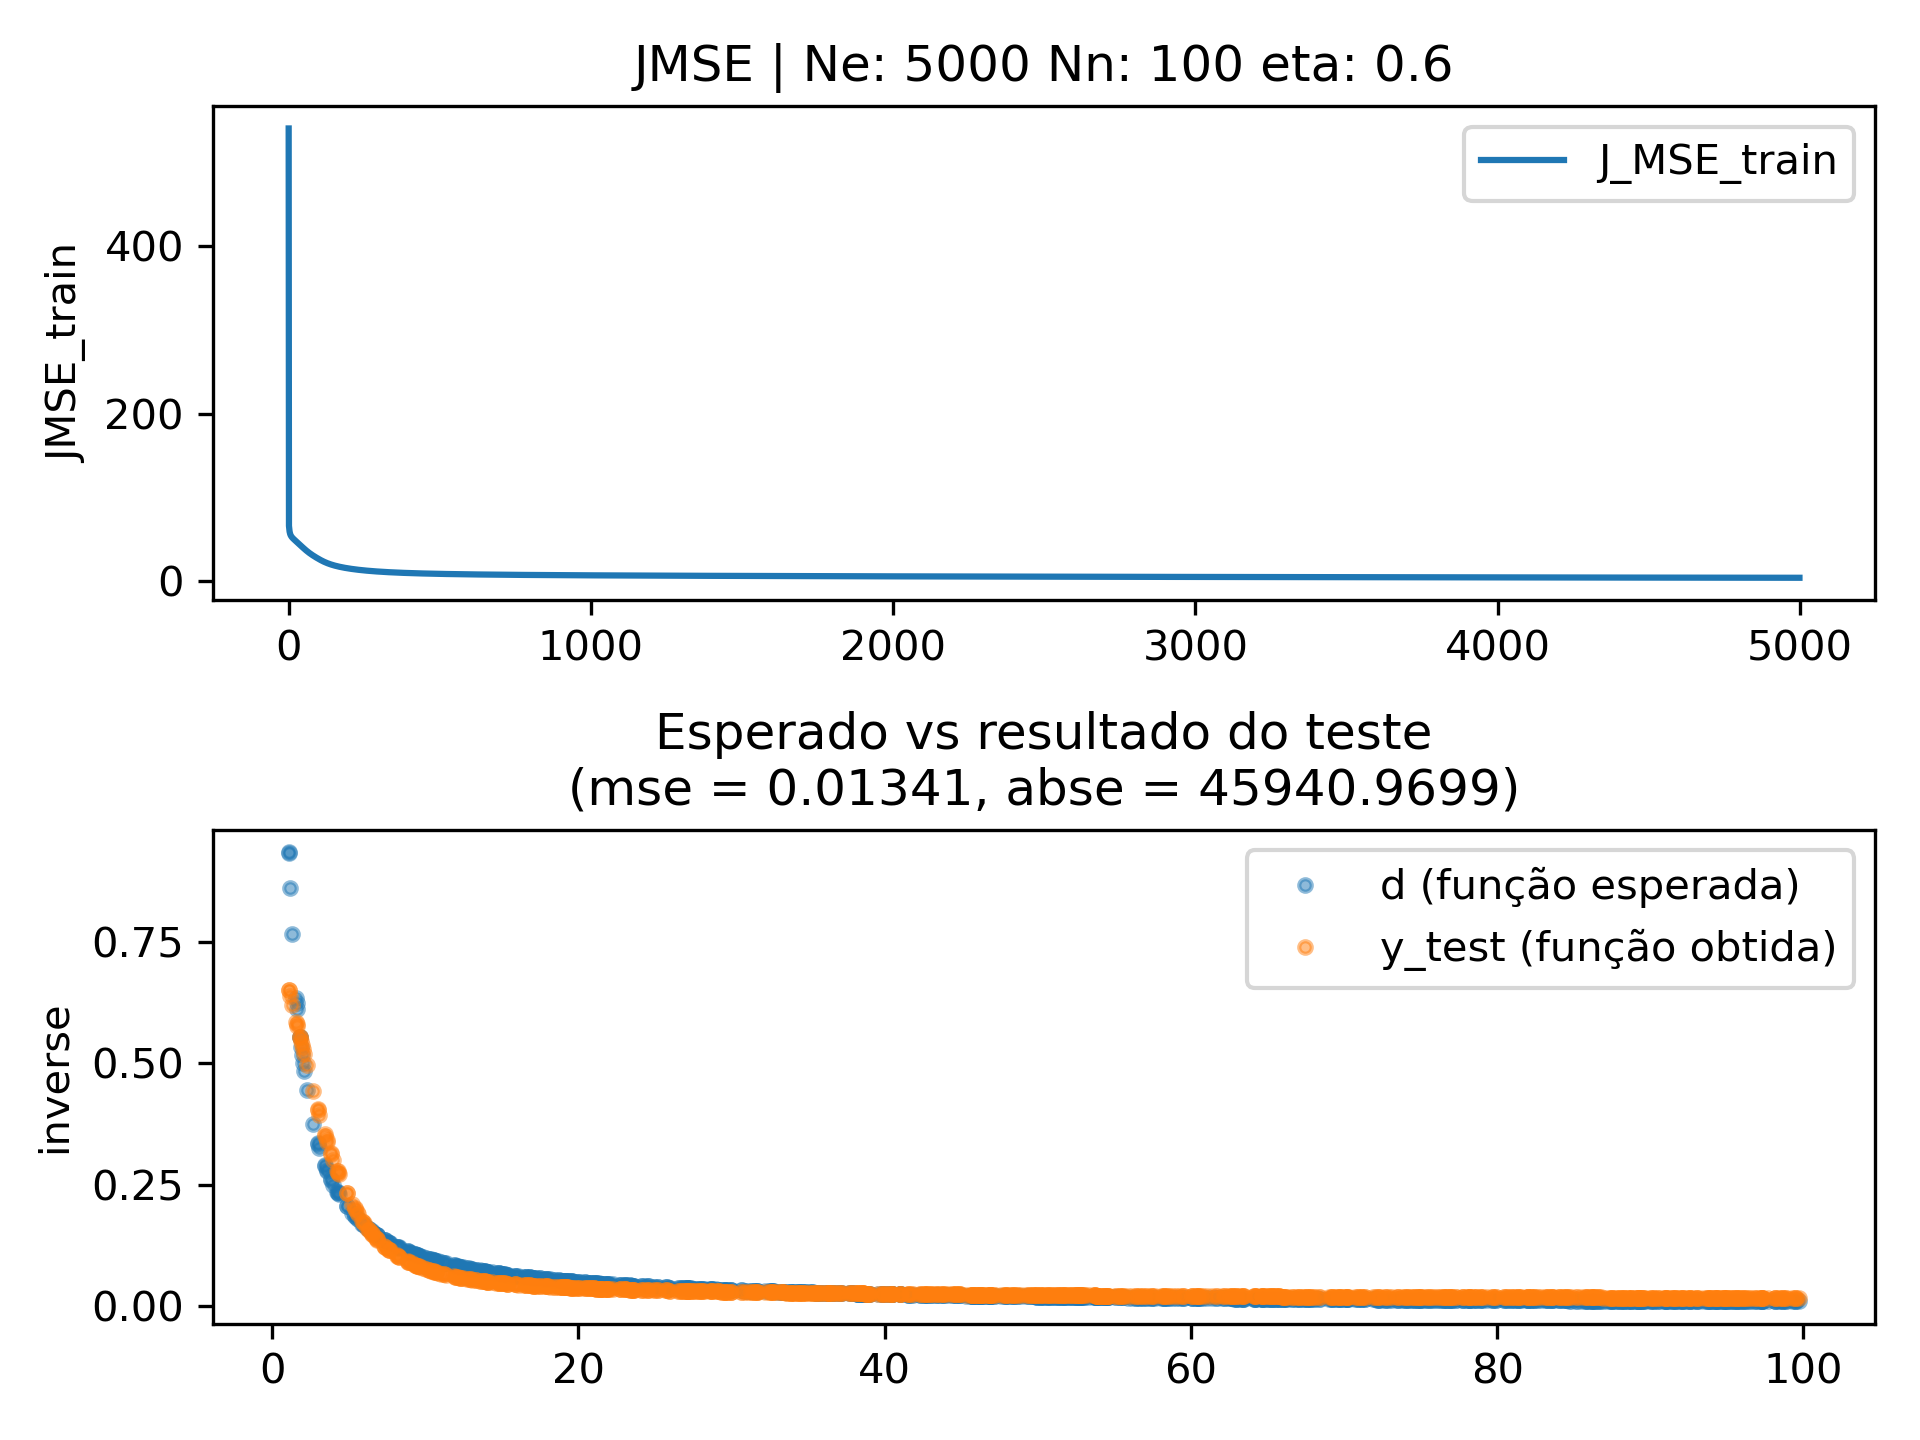 JMSE | Ne: 5000 Nn: 100 eta: 0.6
J_MSE_train
JMSE_train
400
200
0
0 1000 2000 3000 4000 5000
Esperado vs resultado do teste
(mse = 0.01341, abse = 45940.9699)
d (função esperada)
y_test (função obtida)
inverse
0.75
0.50
0.25
0.00
0 20 40 60 80 100